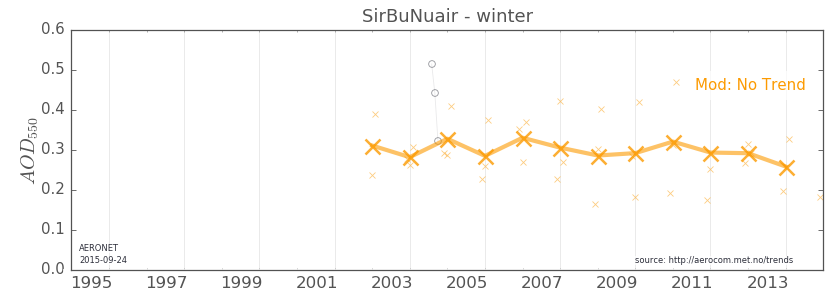 SirBuNuair - winter
0.6
0.5
0.4
0.3
0.2
0.1
0.0
AOD550
Mod: No Trend
AERONET
2015-09-24
source: http://aerocom.met.no/trends
1995 1997 1999 2001 2003 2005 2007 2009 2011 2013